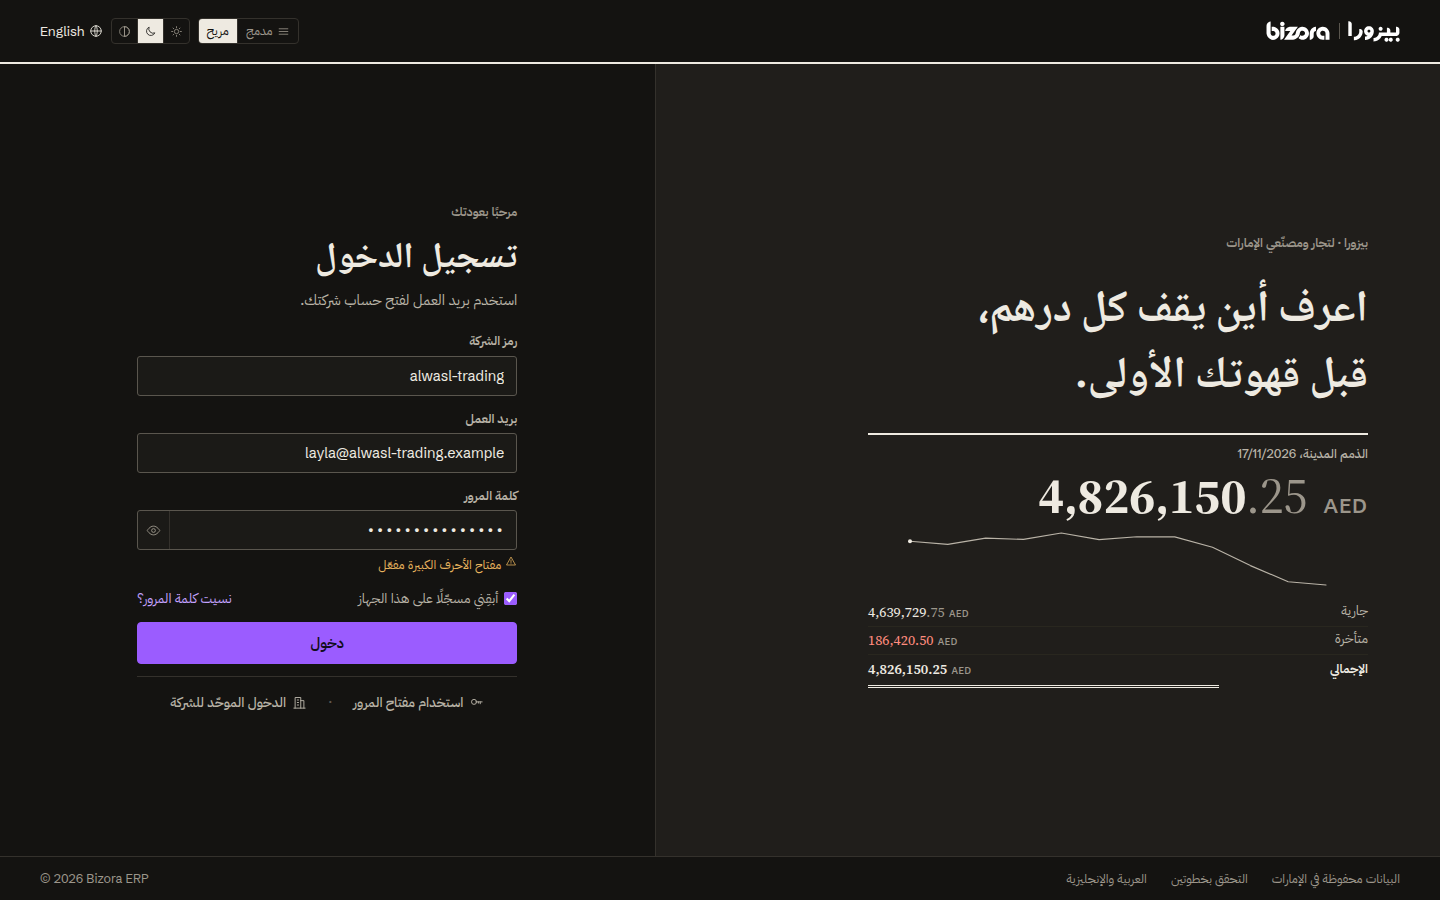 بيزورا | bizora
مدمج
مريح
English
بيزورا · لتجار ومصنّعي الإمارات
اعرف أين يقف كل درهم،
قبل قهوتك الأولى.
الذمم المدينة، 17/11/2026
4,826,150.25 AED
جارية 4,639,729.75 AED
متأخرة 186,420.50 AED
الإجمالي 4,826,150.25 AED
مرحبًا بعودتك
تسجيل الدخول
استخدم بريد العمل لفتح حساب شركتك.
رمز الشركة
alwasl-trading
بريد العمل
layla@alwasl-trading.example
كلمة المرور
•••••••••••••••
مفتاح الأحرف الكبيرة مفعّل
أبقِني مسجّلًا على هذا الجهاز
نسيت كلمة المرور؟
دخول
استخدام مفتاح المرور · الدخول الموحّد للشركة
البيانات محفوظة في الإمارات
التحقق بخطوتين
العربية والإنجليزية
© 2026 Bizora ERP